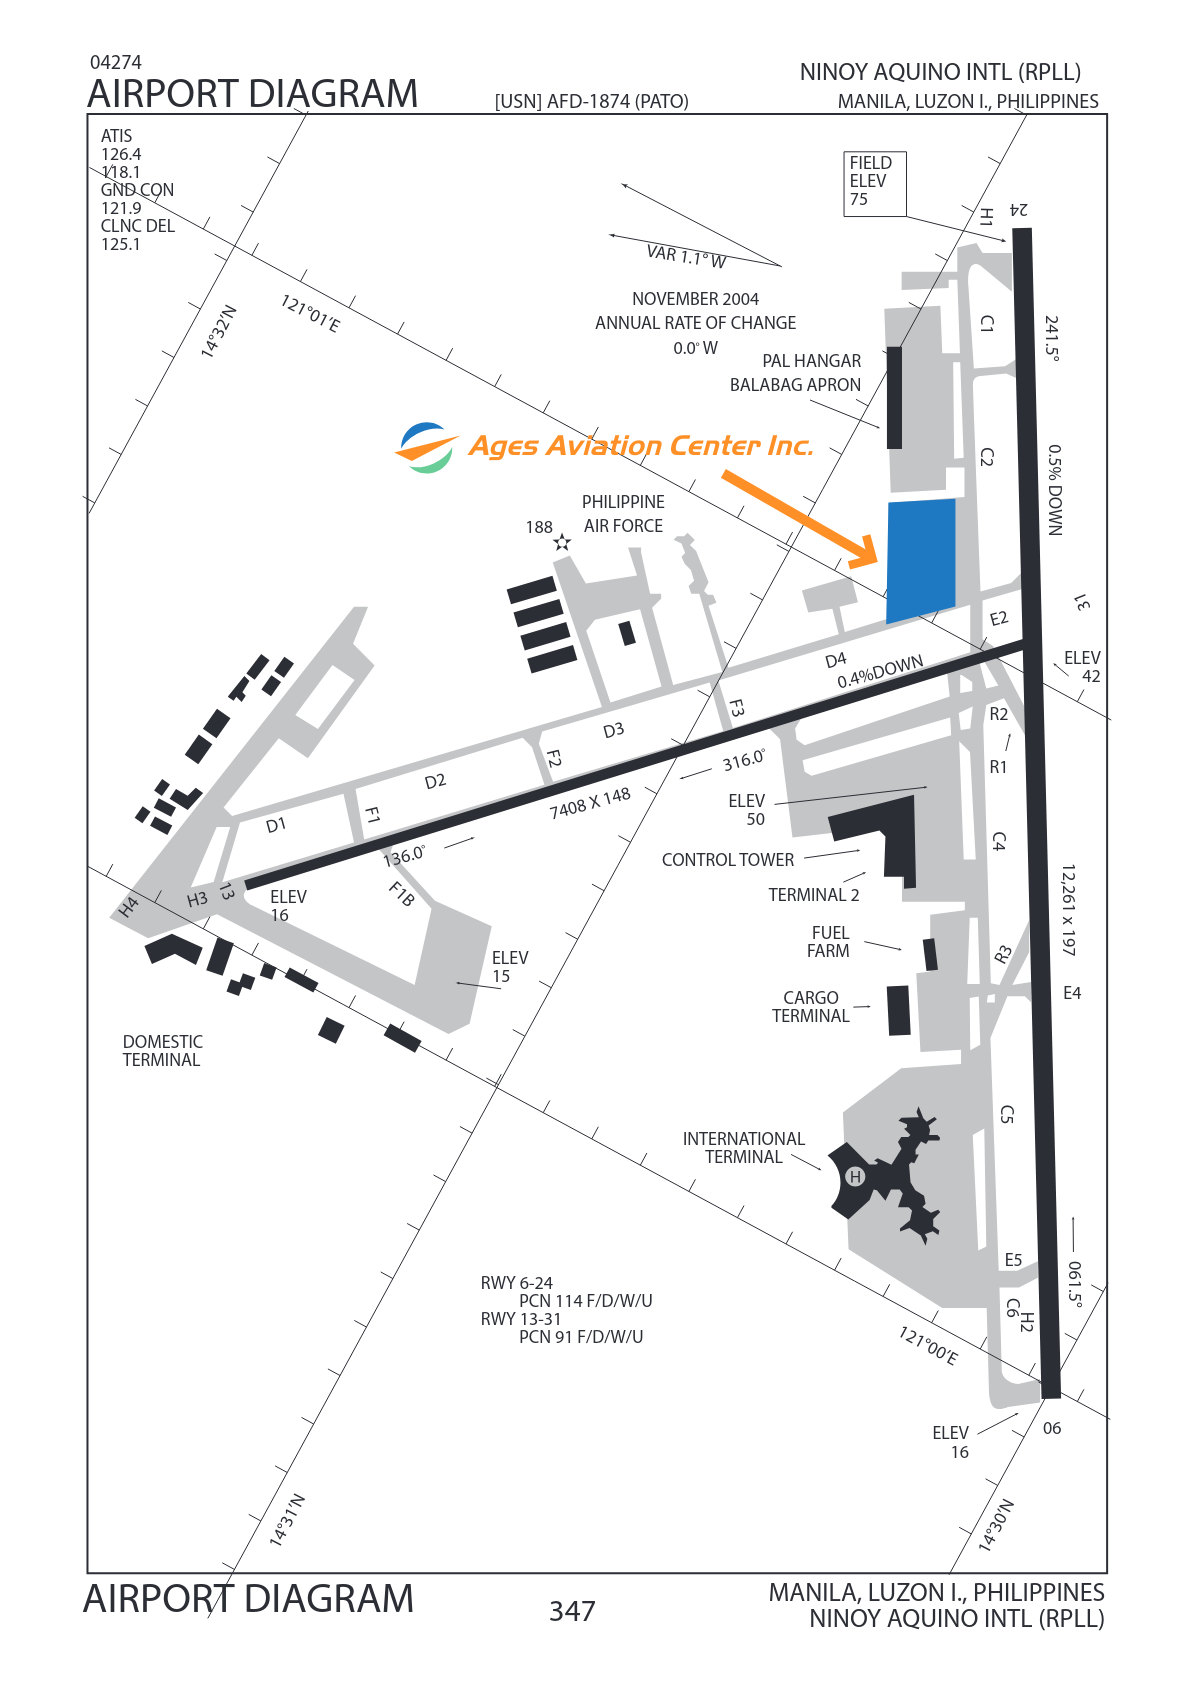 04274
AIRPORT DIAGRAM
[USN] AFD-1874 (PATO)
NINOY AQUINO INTL (RPLL)
MANILA, LUZON I., PHILIPPINES
ATIS
126.4
118.1
GND CON
121.9
CLNC DEL
125.1
FIELD
ELEV
75
H1
24
VAR 1.1° W
14°32'N
121°01'E
NOVEMBER 2004
ANNUAL RATE OF CHANGE
0.0° W
C1
241.5°
PAL HANGAR
BALABAG APRON
Ages Aviation Center Inc.
C2
0.5% DOWN
PHILIPPINE
AIR FORCE
188
31
E2
D4
0.4%DOWN
ELEV
42
F3
R2
D3
F2
316.0°
R1
D2
7408 X 148
ELEV
50
F1
D1
C4
136.0°
CONTROL TOWER
TERMINAL 2
12,261 x 197
13
H3
H4
ELEV
16
F1B
FUEL
FARM
R3
ELEV
15
E4
CARGO
TERMINAL
DOMESTIC
TERMINAL
C5
INTERNATIONAL
TERMINAL
H
E5
061.5°
RWY 6-24
PCN 114 F/D/W/U
RWY 13-31
PCN 91 F/D/W/U
C6
H2
121°00'E
ELEV
16
06
14°31'N
14°30'N
AIRPORT DIAGRAM
347
MANILA, LUZON I., PHILIPPINES
NINOY AQUINO INTL (RPLL)